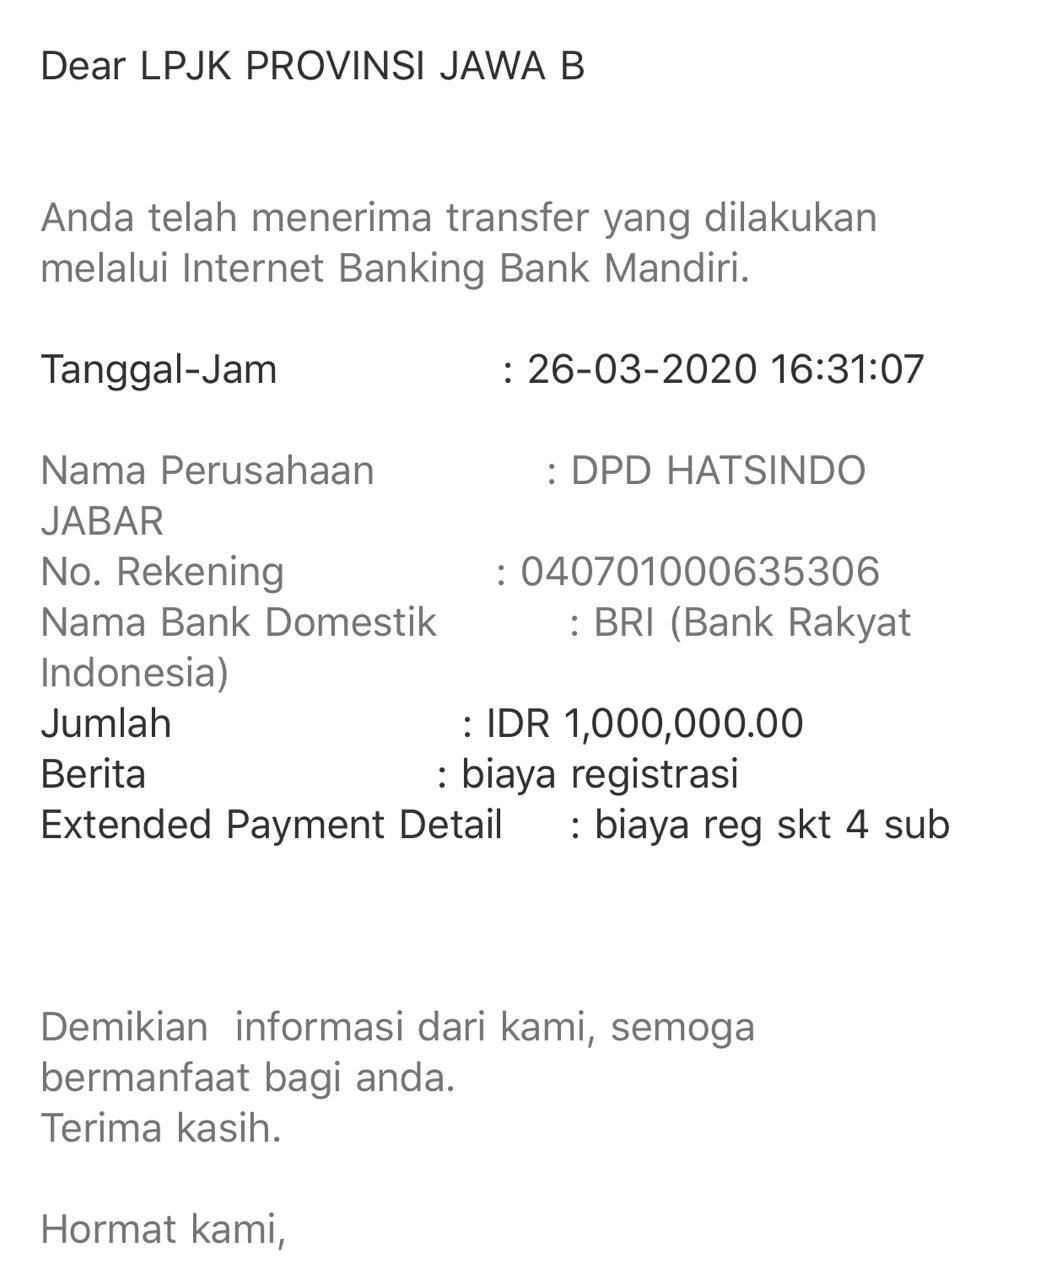 Dear LPJK PROVINSI JAWA B
Anda telah menerima transfer yang dilakukan
melalui Internet Banking Bank Mandiri.
Tanggal-Jam : 26-03-2020 16:31:07
Nama Perusahaan : DPD HATSINDO
JABAR
No. Rekening : 040701000635306
Nama Bank Domestik : BRI (Bank Rakyat
Indonesia)
Jumlah : IDR 1,000,000.00
Berita : biaya registrasi
Extended Payment Detail : biaya reg skt 4 sub
Demikian informasi dari kami, semoga
bermanfaat bagi anda.
Terima kasih.
Hormat kami,